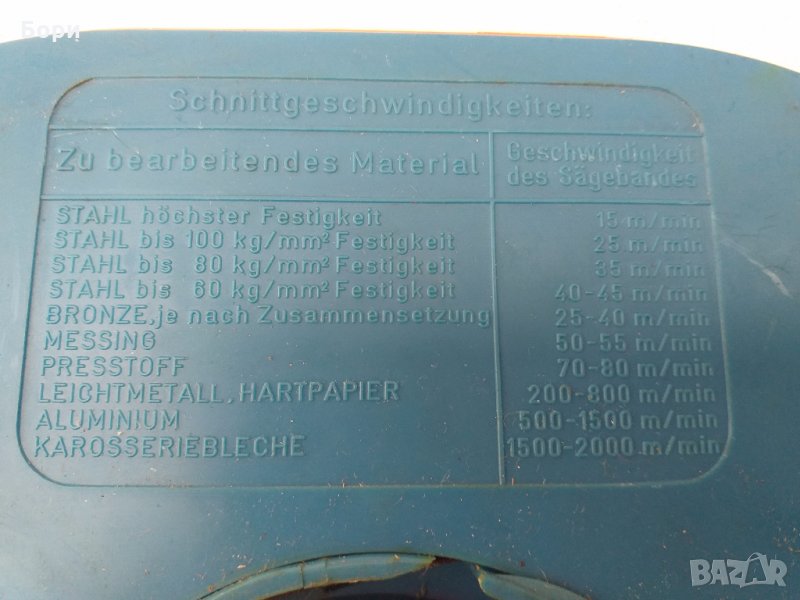 Бори
Schnittgeschwindigkeiten:
Zu bearbeitendes Material Geschwindigkeit des Sägebandes
STAHL höchster Festigkeit 15 m/min
STAHL bis 100 kg/mm² Festigkeit 25 m/min
STAHL bis 80 kg/mm² Festigkeit 35 m/min
STAHL bis 60 kg/mm² Festigkeit 40-45 m/min
BRONZE,je nach Zusammensetzung 25-40 m/min
MESSING 50-55 m/min
PRESSTOFF 70-80 m/min
LEICHTMETALL, HARTPAPIER 200-800 m/min
ALUMINIUM 500-1500 m/min
KAROSSERIEBLECHE 1500-2000 m/min
BAZAR